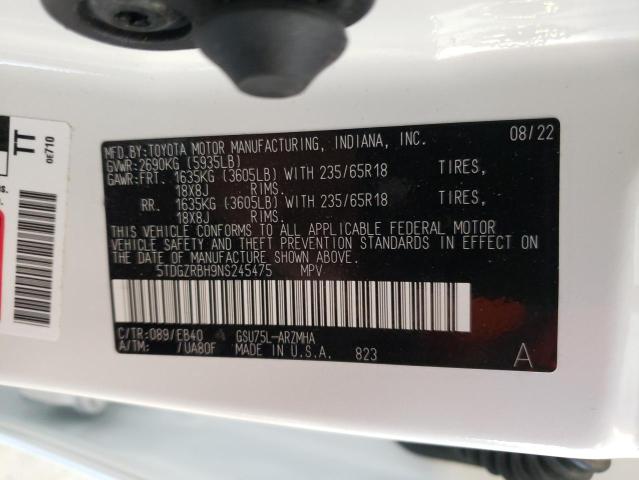 MFD.BY:TOYOTA MOTOR MANUFACTURING, INDIANA, INC. 08/22
GVWR:2690KG (5935LB)
GAWR:FRT. 1635KG (3605LB) WITH 235/65R18 TIRES,
18X8J RIMS.
RR. 1635KG (3605LB) WITH 235/65R18 TIRES,
18X8J RIMS.
THIS VEHICLE CONFORMS TO ALL APPLICABLE FEDERAL MOTOR
VEHICLE SAFETY AND THEFT PREVENTION STANDARDS IN EFFECT ON
THE DATE OF MANUFACTURE SHOWN ABOVE.
5TDGZRBH9NS245475 MPV
C/TR:089/EB40 GSU75L-ARZMHA
A/TM: /UA80F MADE IN U.S.A. 823
A
TT
0E710